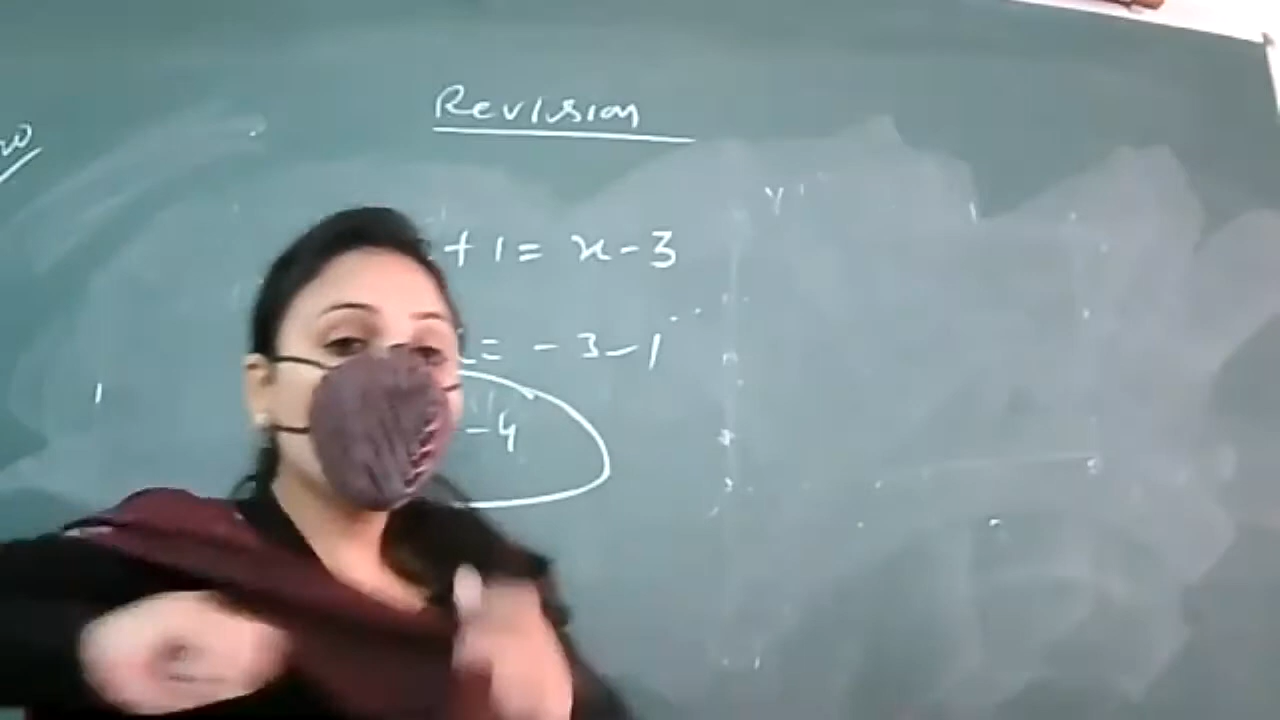 Revision
+ 1 = x - 3
= - 3 - 1
- 4